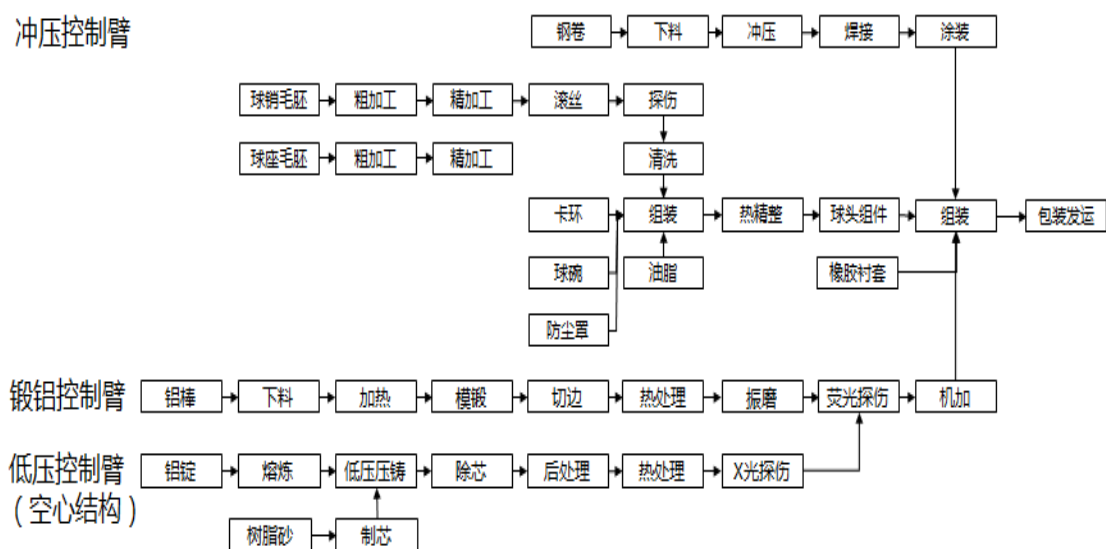 冲压控制臂
钢卷 下料 冲压 焊接 涂装
球销毛胚 粗加工 精加工 滚丝 探伤
球座毛胚 粗加工 精加工 清洗
卡环 组装 热精整 球头组件 组装 包装发运
球碗 油脂 橡胶衬套
防尘罩
锻铝控制臂 铝棒 下料 加热 模锻 切边 热处理 振磨 荧光探伤 机加
低压控制臂
(空心结构)
铝锭 熔炼 低压压铸 除芯 后处理 热处理 X光探伤
树脂砂 制芯